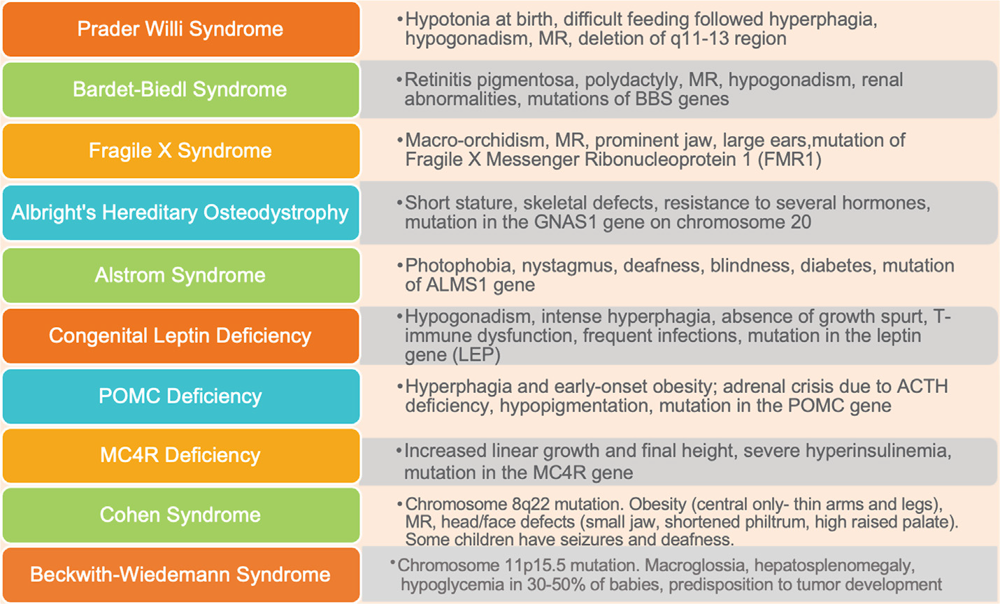 Prader Willi Syndrome
•Hypotonia at birth, difficult feeding followed hyperphagia,
hypogonadism, MR, deletion of q11-13 region
Bardet-Biedl Syndrome
•Retinitis pigmentosa, polydactyly, MR, hypogonadism, renal
abnormalities, mutations of BBS genes
Fragile X Syndrome
•Macro-orchidism, MR, prominent jaw, large ears,mutation of
Fragile X Messenger Ribonucleoprotein 1 (FMR1)
Albright's Hereditary Osteodystrophy
•Short stature, skeletal defects, resistance to several hormones,
mutation in the GNAS1 gene on chromosome 20
Alstrom Syndrome
•Photophobia, nystagmus, deafness, blindness, diabetes, mutation
of ALMS1 gene
Congenital Leptin Deficiency
•Hypogonadism, intense hyperphagia, absence of growth spurt, T-
immune dysfunction, frequent infections, mutation in the leptin
gene (LEP)
POMC Deficiency
•Hyperphagia and early-onset obesity; adrenal crisis due to ACTH
deficiency, hypopigmentation, mutation in the POMC gene
MC4R Deficiency
•Increased linear growth and final height, severe hyperinsulinemia,
mutation in the MC4R gene
Cohen Syndrome
•Chromosome 8q22 mutation. Obesity (central only- thin arms and legs),
MR, head/face defects (small jaw, shortened philtrum, high raised palate).
Some children have seizures and deafness.
Beckwith-Wiedemann Syndrome
•Chromosome 11p15.5 mutation. Macroglossia, hepatosplenomegaly,
hypoglycemia in 30-50% of babies, predisposition to tumor development